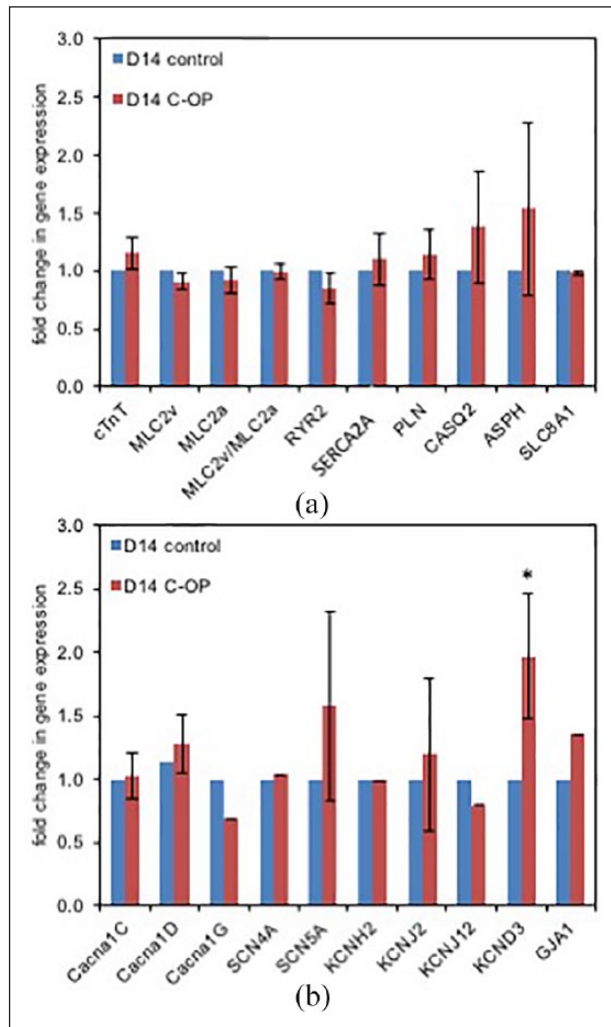 3.0
D14 control
2.5
D14 C-OP
2.0
1.5
1.0
0.5
0.0
fold change in gene expression
cTnT
MLC2v
MLC2a
MLC2v/MLC2a
RYR2
SERCA2A
PLN
CASQ2
ASPH
SLC8A1
(a)
3.0
D14 control
2.5
D14 C-OP
*
2.0
1.5
1.0
0.5
0.0
fold change in gene expression
Cacna1C
Cacna1D
Cacna1G
SCN4A
SCN5A
KCNH2
KCNJ2
KCNJ12
KCND3
GJA1
(b)